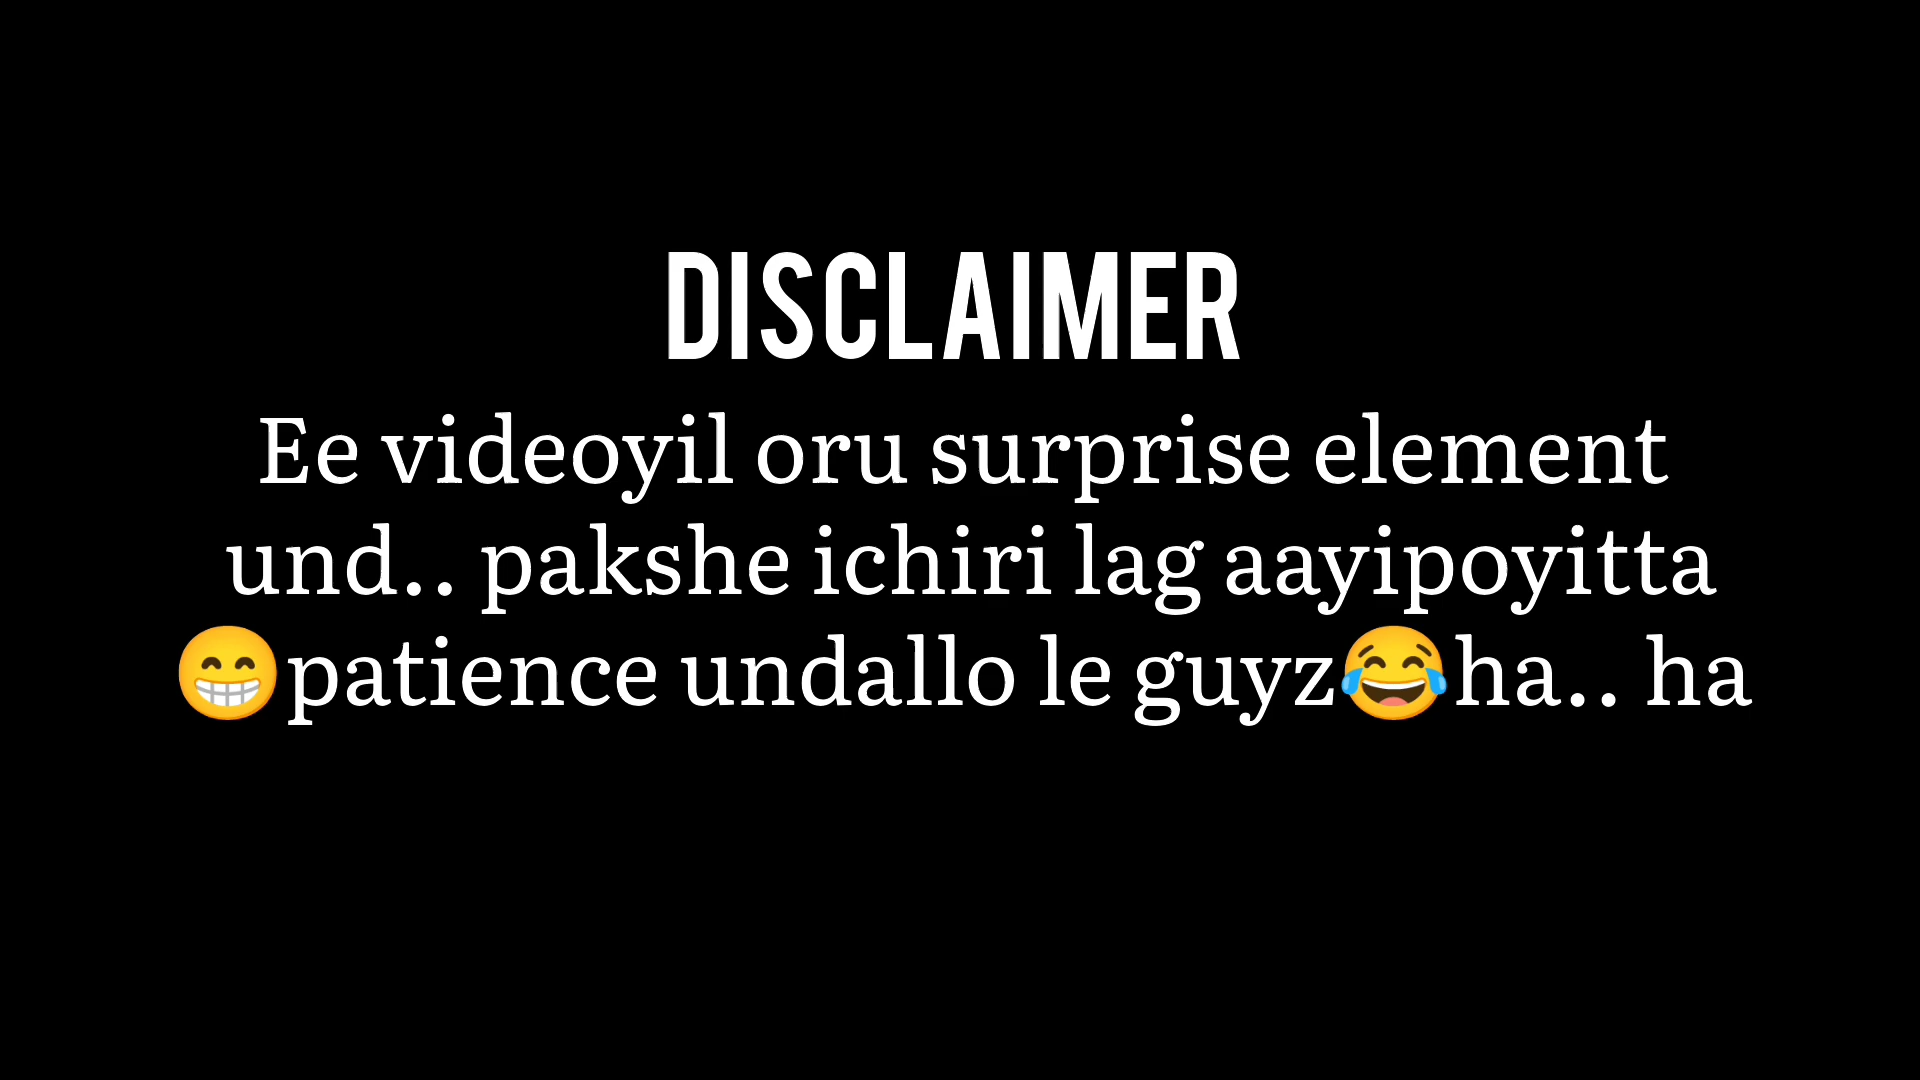 DISCLAIMER
Ee videoyil oru surprise element
und.. pakshe ichiri lag aayipoyitta
😁patience undallo le guyz😂ha.. ha